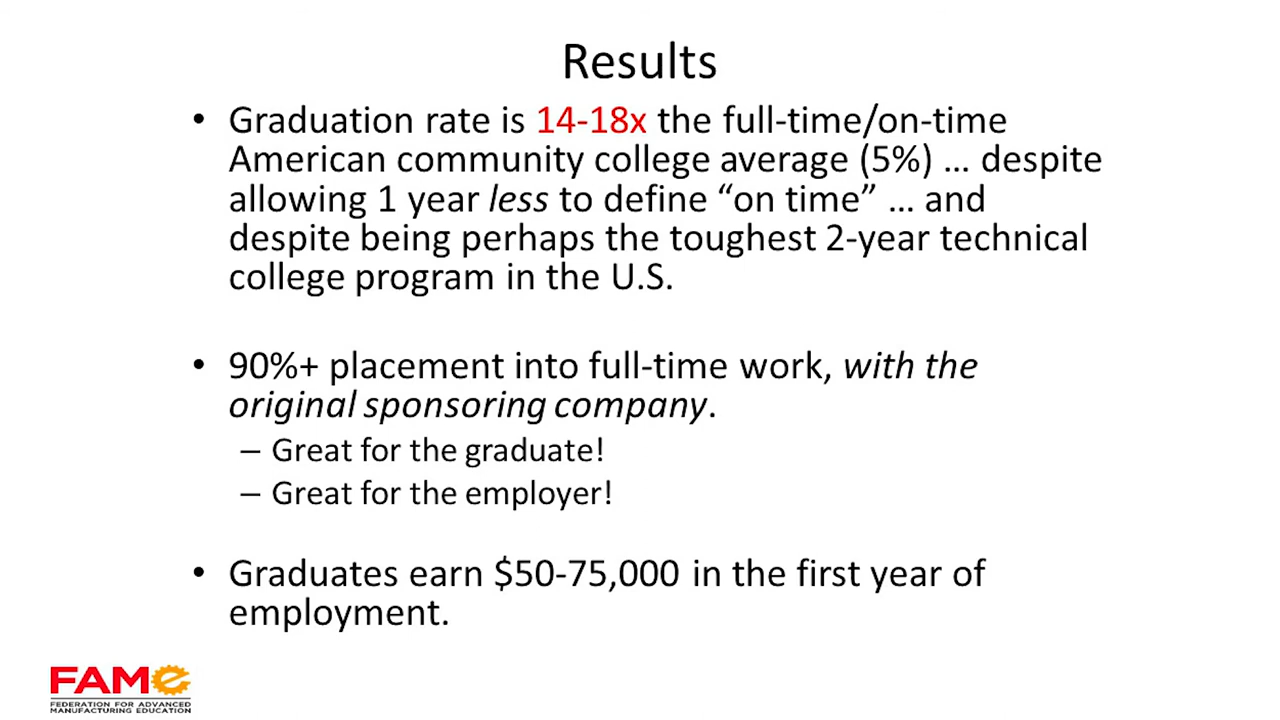 Results
• Graduation rate is 14-18x the full-time/on-time
American community college average (5%) … despite
allowing 1 year less to define “on time” … and
despite being perhaps the toughest 2-year technical
college program in the U.S.
• 90%+ placement into full-time work, with the
original sponsoring company.
– Great for the graduate!
– Great for the employer!
• Graduates earn $50-75,000 in the first year of
employment.
FAMe
FEDERATION FOR ADVANCED
MANUFACTURING EDUCATION